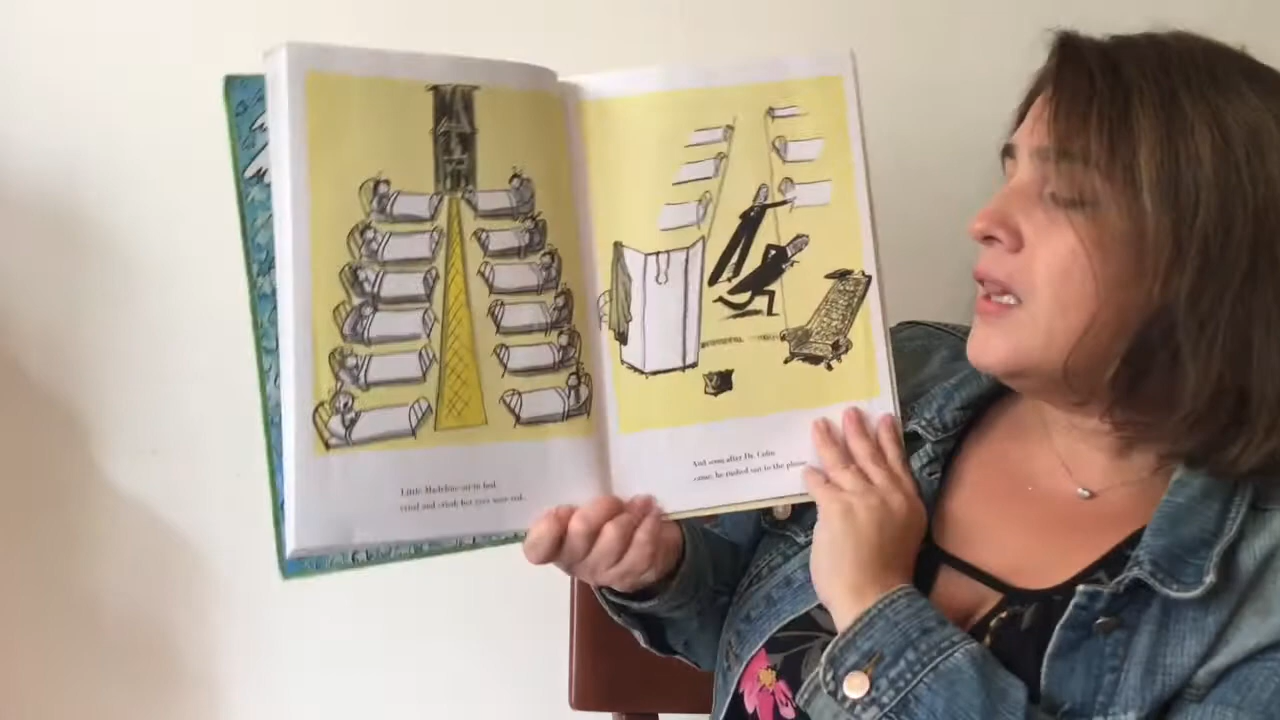 Little Madeline sat in bed,
cried and cried; her eyes were red.
And soon after Dr. Cohn
came, he rushed out to the phone